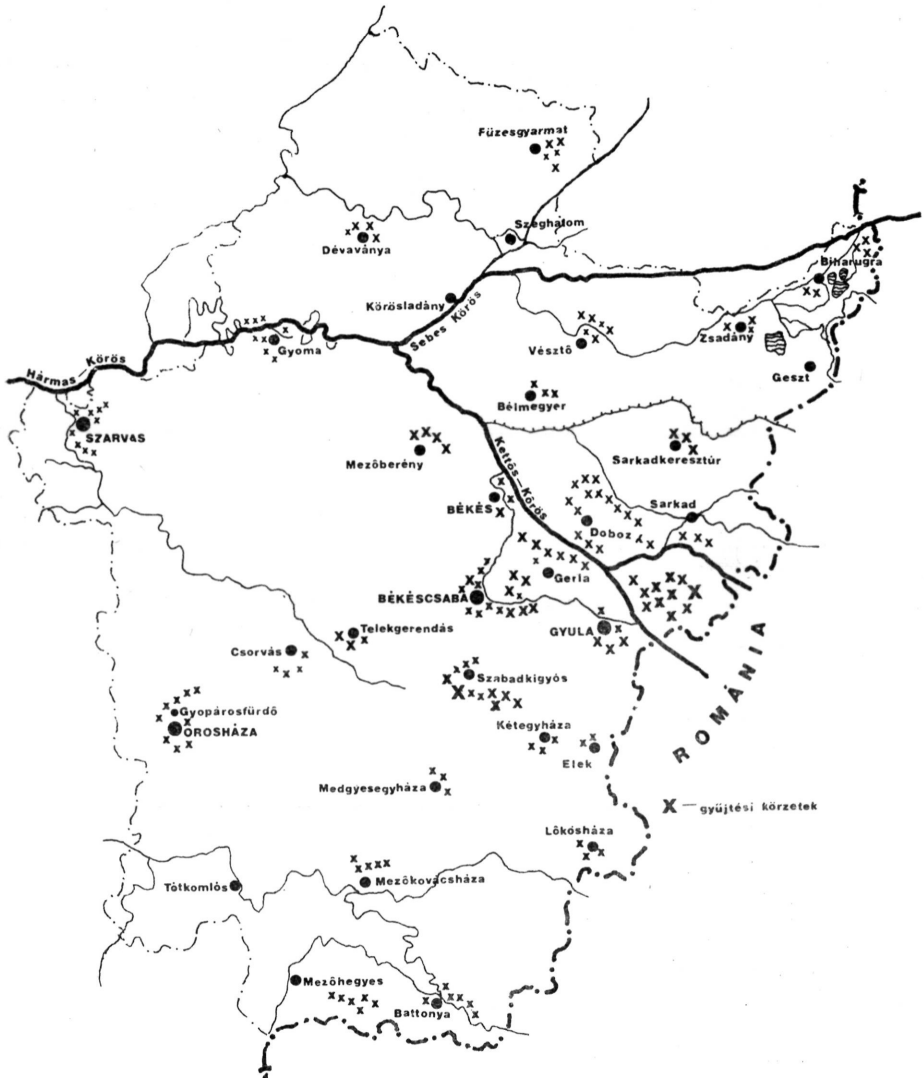 Füzesgyarmat
Szeghalom
Dévaványa
Biharugra
Körösladány
Sebes Körös
Zsadány
Vésztő
Gyoma
Geszt
Hármas Körös
Bélmegyer
SZARVAS
Mezőberény
Sarkadkeresztúr
Kettős-Körös
BÉKÉS
Sarkad
Doboz
Gerla
BÉKÉSCSABA
Telekgerendás
GYULA
Csorvás
Szabadkígyós
ROMÁNIA
Gyopárosfürdő
OROSHÁZA
Kétegyháza
Elek
Medgyesegyháza
X — gyűjtési körzetek
Lőkösháza
Tótkomlós
Mezőkovácsháza
Mezőhegyes
Battonya